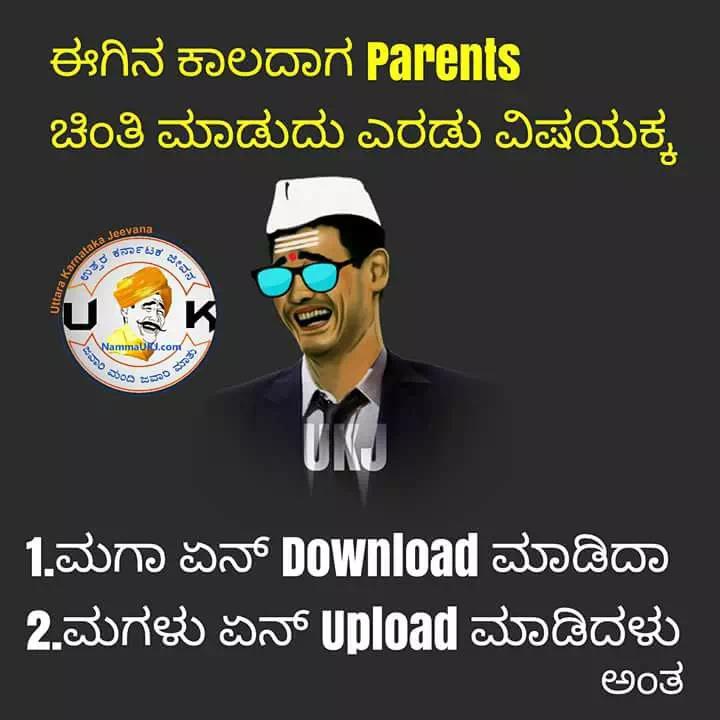 ಈಗಿನ ಕಾಲದಾಗ Parents
ಚಿಂತಿ ಮಾಡುದು ಎರಡು ವಿಷಯಕ್ಕ
Uttara Karnataka Jeevana
ಉತ್ತರ ಕರ್ನಾಟಕ ಜೀವನ
U K
NammaUKJ.com
ಜವಾರಿ ಮಂದಿ ಜವಾರಿ ಮಾತು
UKJ
1.ಮಗಾ ಏನ್ Download ಮಾಡಿದಾ
2.ಮಗಳು ಏನ್ Upload ಮಾಡಿದಳು
ಅಂತ